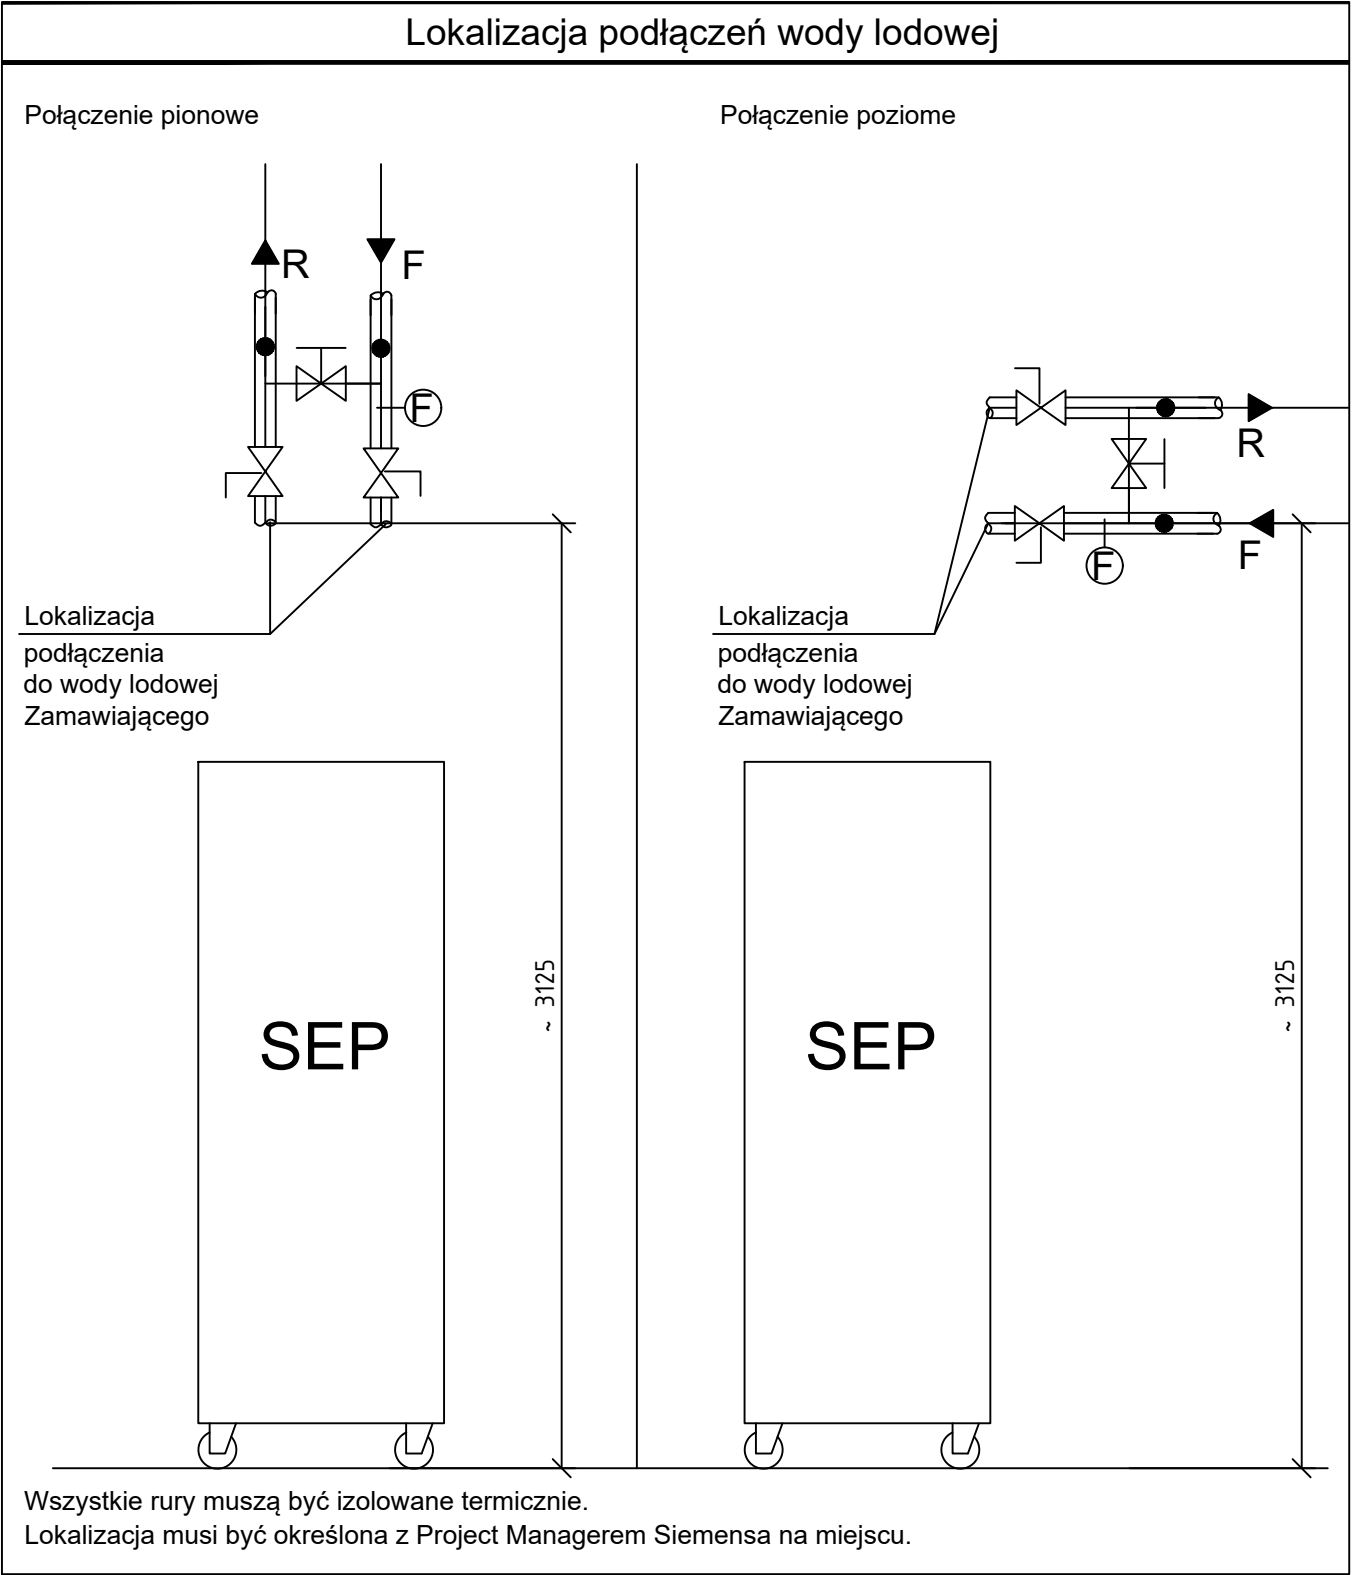 Lokalizacja podłączeń wody lodowej
Połączenie pionowe
R
F
F
Lokalizacja
podłączenia
do wody lodowej
Zamawiającego
~ 3125
SEP
Połączenie poziome
R
F
F
Lokalizacja
podłączenia
do wody lodowej
Zamawiającego
~ 3125
SEP
Wszystkie rury muszą być izolowane termicznie.
Lokalizacja musi być określona z Project Managerem Siemensa na miejscu.